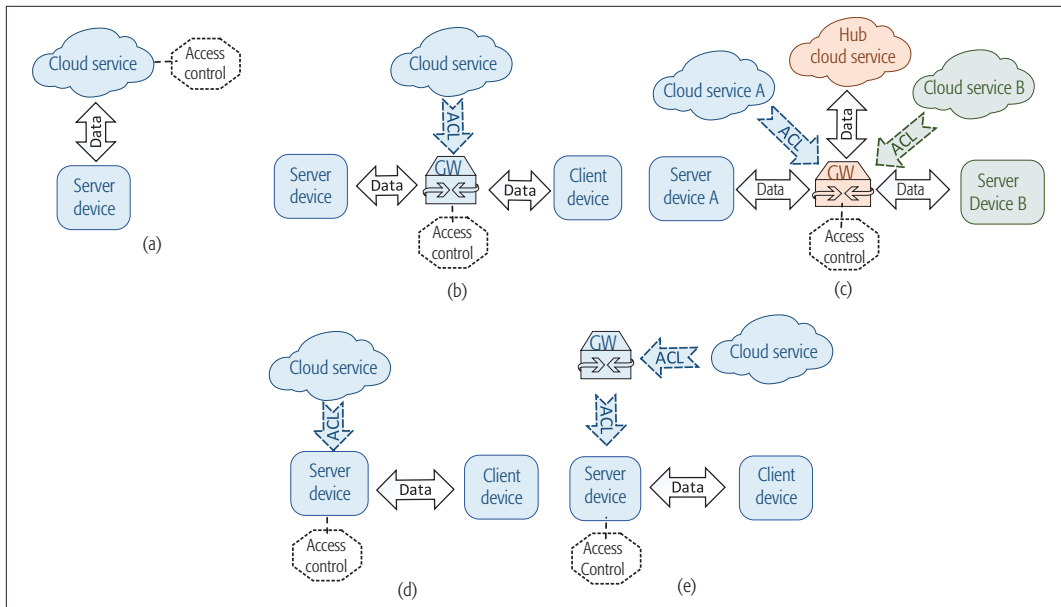 Cloud service
Access
control
Data
Server
device
(a)
Cloud service
ACL
GW
Server
device
Data
Data
Client
device
Access
control
(b)
Hub
cloud service
Cloud service A
Cloud service B
ACL
Data
ACL
GW
Server
device A
Data
Data
Server
Device B
Access
control
(c)
Cloud service
ACL
Server
device
Data
Client
device
Access
control
(d)
GW
ACL
Cloud service
ACL
Server
device
Data
Client
device
Access
Control
(e)